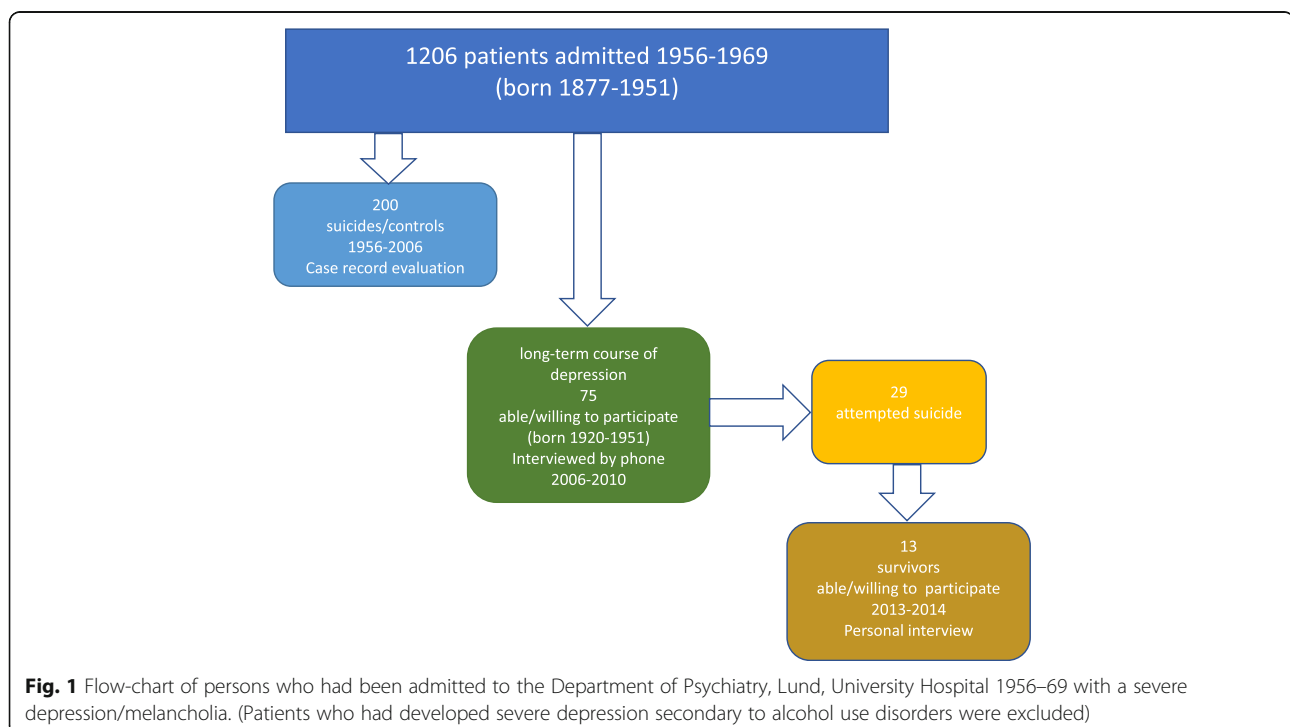 1206 patients admitted 1956-1969
(born 1877-1951)
200
suicides/controls
1956-2006
Case record evaluation
long-term course of
depression
75
able/willing to participate
(born 1920-1951)
Interviewed by phone
2006-2010
29
attempted suicide
13
survivors
able/willing to participate
2013-2014
Personal interview
Fig. 1 Flow-chart of persons who had been admitted to the Department of Psychiatry, Lund, University Hospital 1956–69 with a severe
depression/melancholia. (Patients who had developed severe depression secondary to alcohol use disorders were excluded)